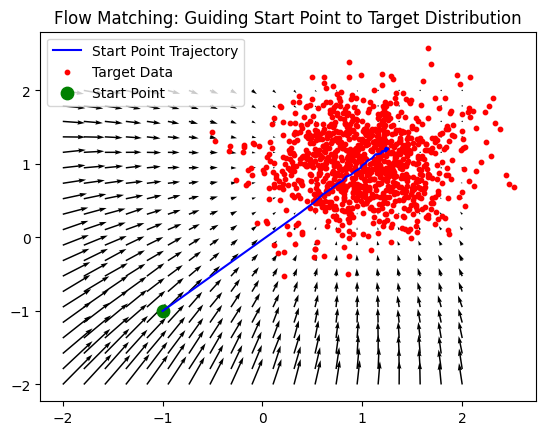 Flow Matching: Guiding Start Point to Target Distribution
Start Point Trajectory
Target Data
Start Point
2
1
0
−1
−2
−2
−1
0
1
2